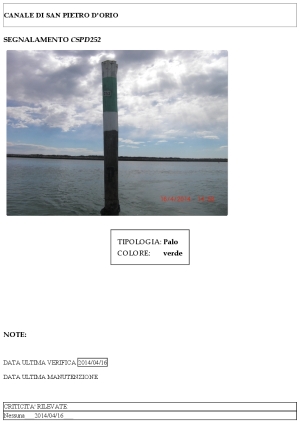 CANALE DI SAN PIETRO D'ORIO
SEGNALAMENTO CSPD252
TIPOLOGIA: Palo
COLORE: verde
NOTE:
DATA ULTIMA VERIFICA 2014/04/16
DATA ULTIMA MANUTENZIONE
CRITICITA' RILEVATE
Nessuna 2014/04/16